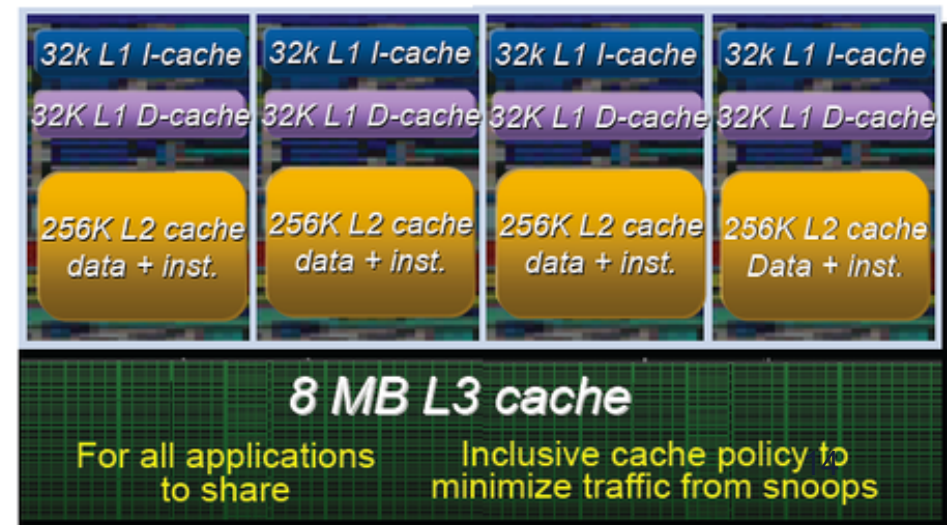 32k L1 I-cache
32k L1 I-cache
32k L1 I-cache
32k L1 I-cache
32K L1 D-cache
32K L1 D-cache
32K L1 D-cache
32K L1 D-cache
256K L2 cache
data + inst.
256K L2 cache
data + inst.
256K L2 cache
data + inst.
256K L2 cache
Data + inst.
8 MB L3 cache
For all applications
to share
Inclusive cache policy to
minimize traffic from snoops